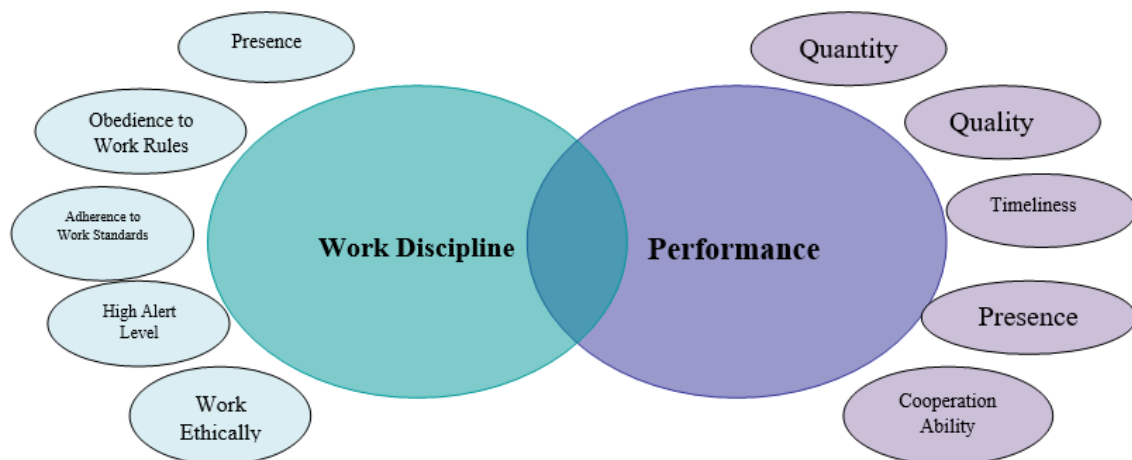 Presence
Obedience to
Work Rules
Adherence to
Work Standards
High Alert
Level
Work
Ethically
Work Discipline
Performance
Quantity
Quality
Timeliness
Presence
Cooperation
Ability